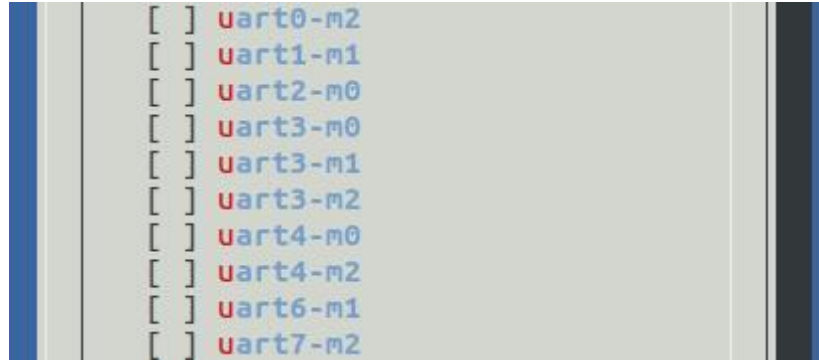 [ ] uart0-m2
[ ] uart1-m1
[ ] uart2-m0
[ ] uart3-m0
[ ] uart3-m1
[ ] uart3-m2
[ ] uart4-m0
[ ] uart4-m2
[ ] uart6-m1
[ ] uart7-m2